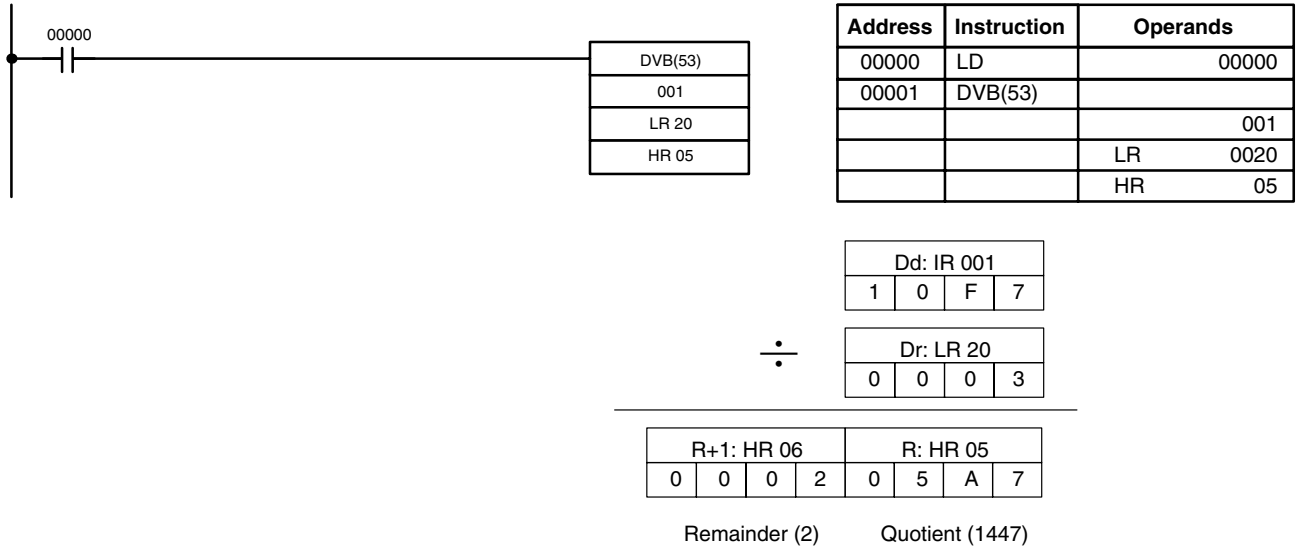 00000
DVB(53)
001
LR 20
HR 05
Address Instruction Operands
00000 LD 00000
00001 DVB(53)
001
LR 0020
HR 05
Dd: IR 001
1 0 F 7
÷
Dr: LR 20
0 0 0 3
R+1: HR 06 R: HR 05
0 0 0 2 0 5 A 7
Remainder (2) Quotient (1447)